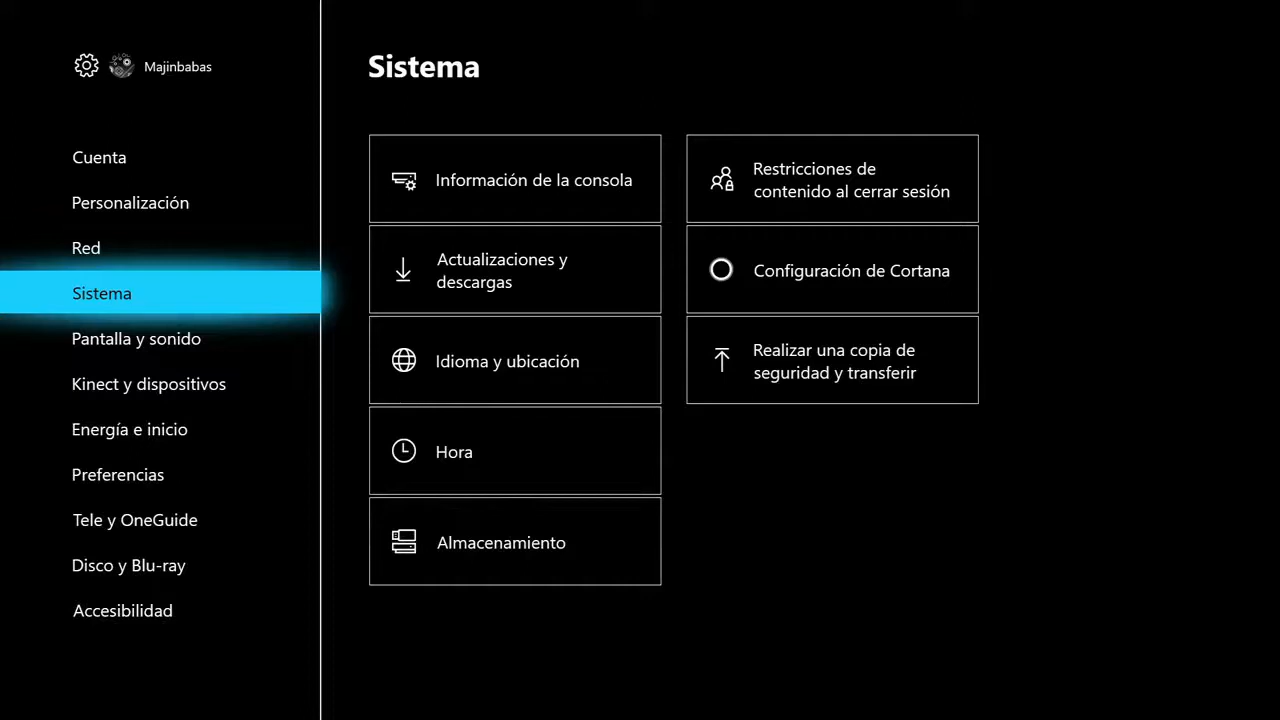 Majinbabas
Cuenta
Personalización
Red
Sistema
Pantalla y sonido
Kinect y dispositivos
Energía e inicio
Preferencias
Tele y OneGuide
Disco y Blu-ray
Accesibilidad
Sistema
Información de la consola
Actualizaciones y
descargas
Idioma y ubicación
Hora
Almacenamiento
Restricciones de
contenido al cerrar sesión
Configuración de Cortana
Realizar una copia de
seguridad y transferir